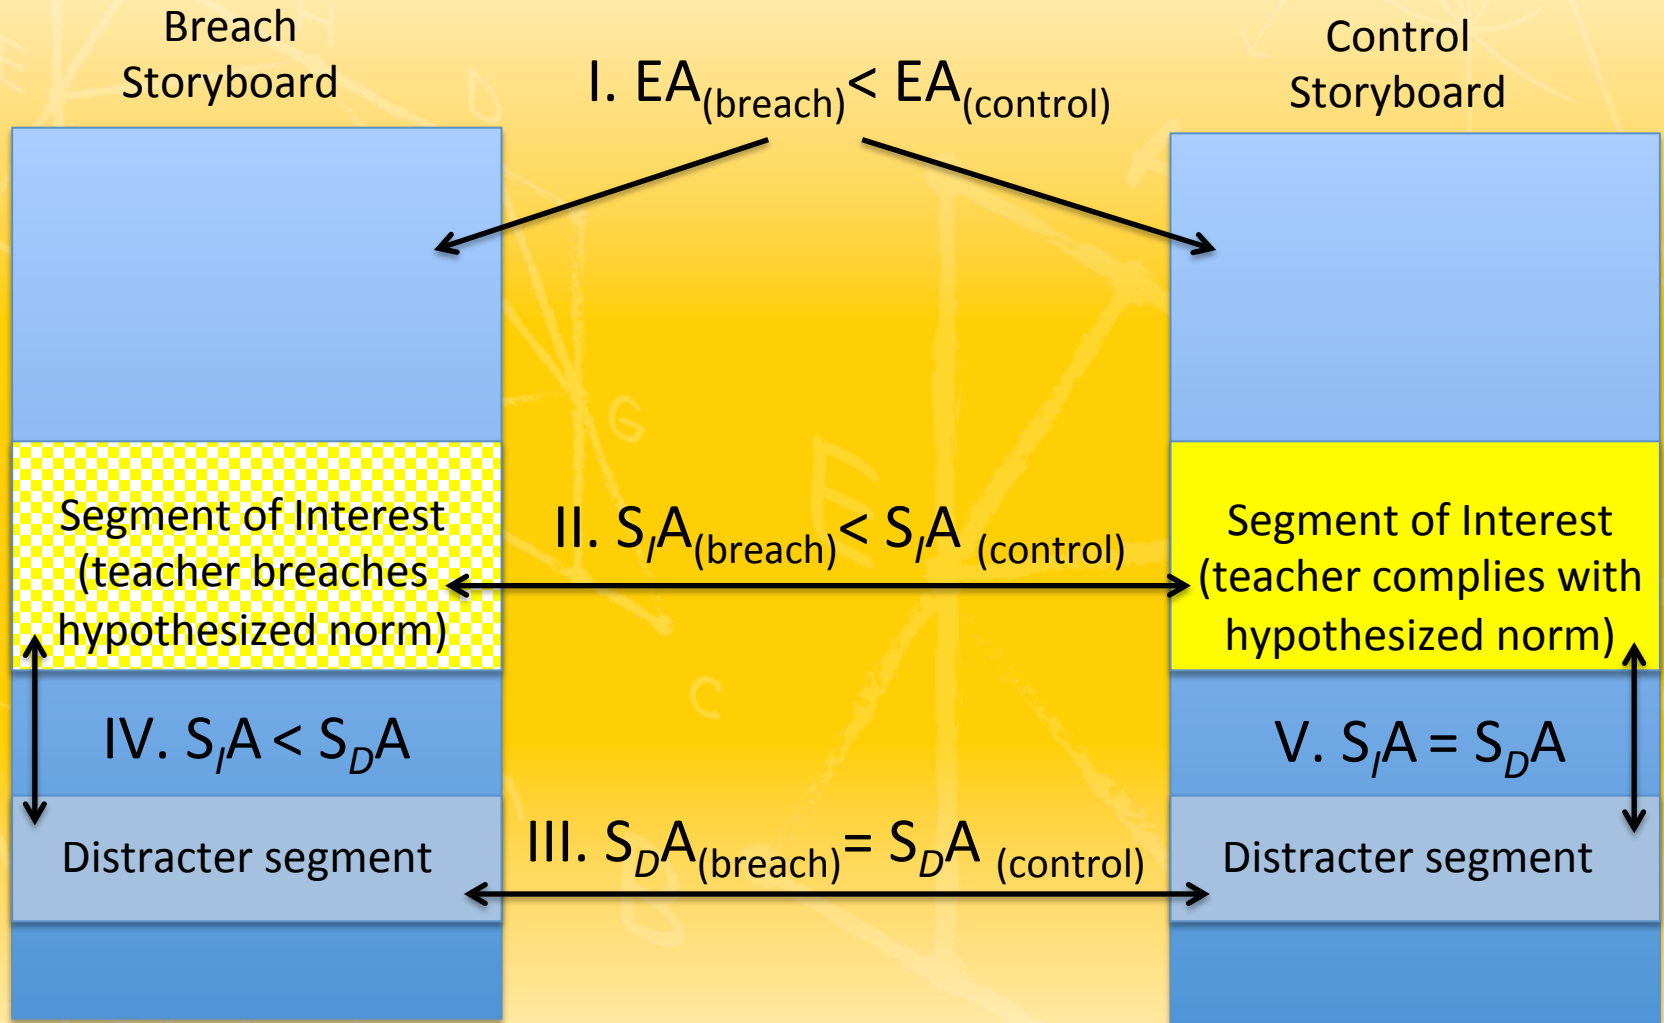 Breach
Storyboard
I. EA(breach) < EA(control)
Control
Storyboard
Segment of Interest
(teacher breaches
hypothesized norm)
II. SIA(breach) < SIA (control)
Segment of Interest
(teacher complies with
hypothesized norm)
IV. SIA < SDA
V. SIA = SDA
Distracter segment
III. SDA(breach) = SDA (control)
Distracter segment
E
H
D
A
G
E
C
D